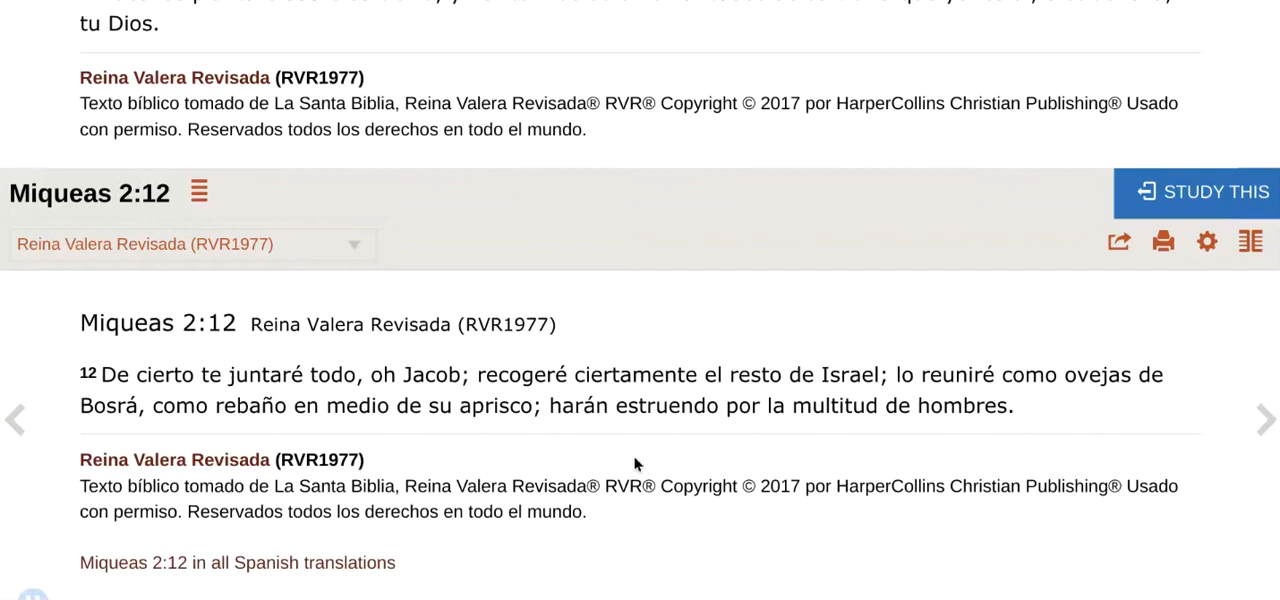 tu Dios.
Reina Valera Revisada (RVR1977)
Texto bíblico tomado de La Santa Biblia, Reina Valera Revisada® RVR® Copyright © 2017 por HarperCollins Christian Publishing® Usado
con permiso. Reservados todos los derechos en todo el mundo.
Miqueas 2:12
STUDY THIS
Reina Valera Revisada (RVR1977)
Miqueas 2:12 Reina Valera Revisada (RVR1977)
12 De cierto te juntaré todo, oh Jacob; recogeré ciertamente el resto de Israel; lo reuniré como ovejas de
Bosrá, como rebaño en medio de su aprisco; harán estruendo por la multitud de hombres.
Reina Valera Revisada (RVR1977)
Texto bíblico tomado de La Santa Biblia, Reina Valera Revisada® RVR® Copyright © 2017 por HarperCollins Christian Publishing® Usado
con permiso. Reservados todos los derechos en todo el mundo.
Miqueas 2:12 in all Spanish translations